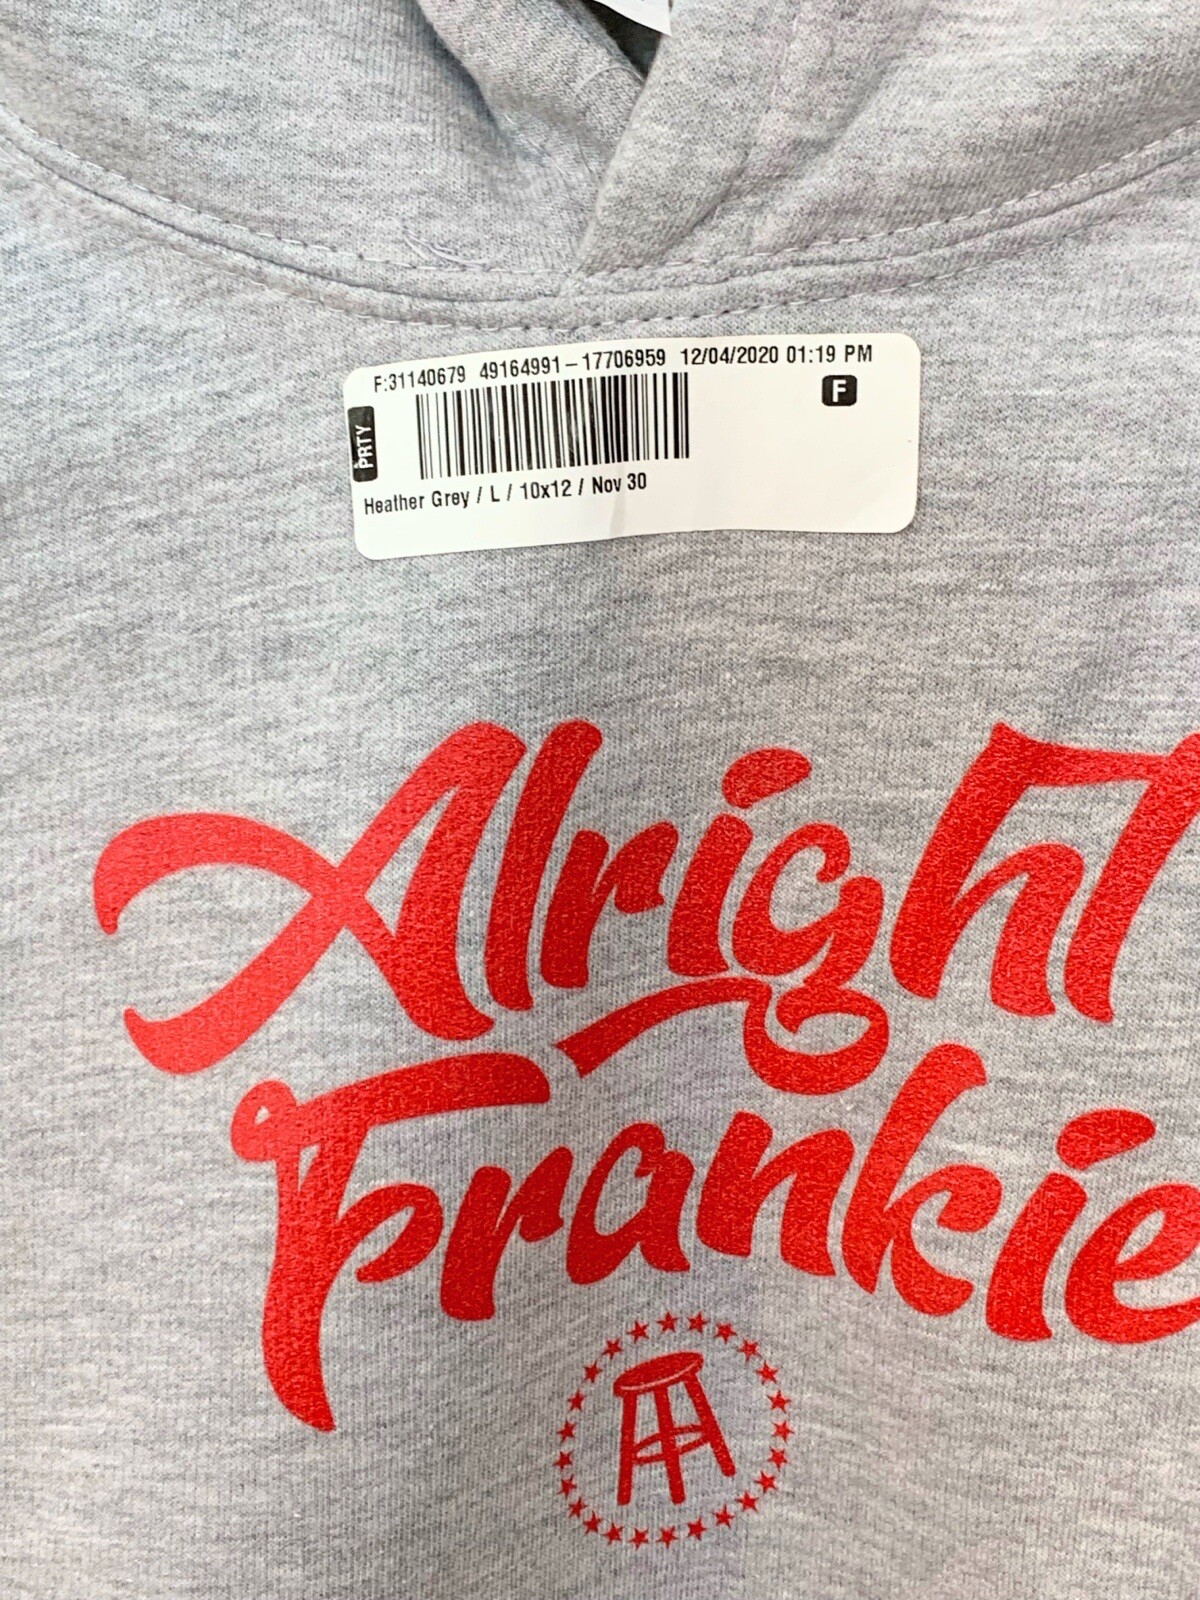 F:31140679 49164991-17706959 12/04/2020 01:19 PM
F
PRTY
Heather Grey / L / 10x12 / Nov 30
Alright
Frankie